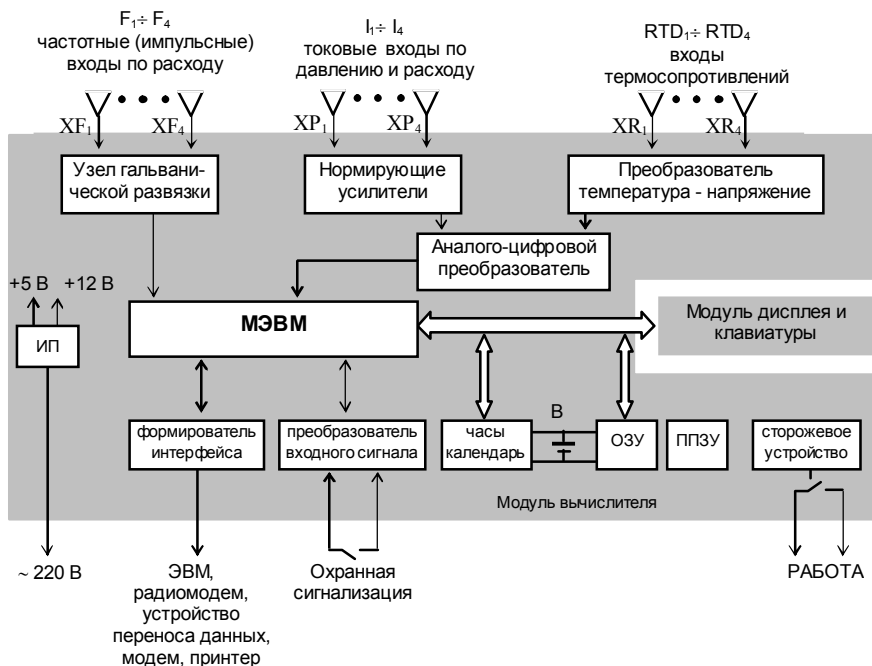 F₁÷ F₄
частотные (импульсные)
входы по расходу
I₁÷ I₄
токовые входы по
давлению и расходу
RTD₁÷ RTD₄
входы
термосопротивлений
XF₁
XF₄
XP₁
XP₄
XR₁
XR₄
Узел гальвани-
ческой развязки
Нормирующие
усилители
Преобразователь
температура - напряжение
Аналого-цифровой
преобразователь
+5 В
+12 В
ИП
МЭВМ
Модуль дисплея и
клавиатуры
формирователь
интерфейса
преобразователь
входного сигнала
часы
календарь
В
ОЗУ
ППЗУ
сторожевое
устройство
Модуль вычислителя
~ 220 В
ЭВМ,
радиомодем,
устройство
переноса данных,
модем, принтер
Охранная
сигнализация
РАБОТА